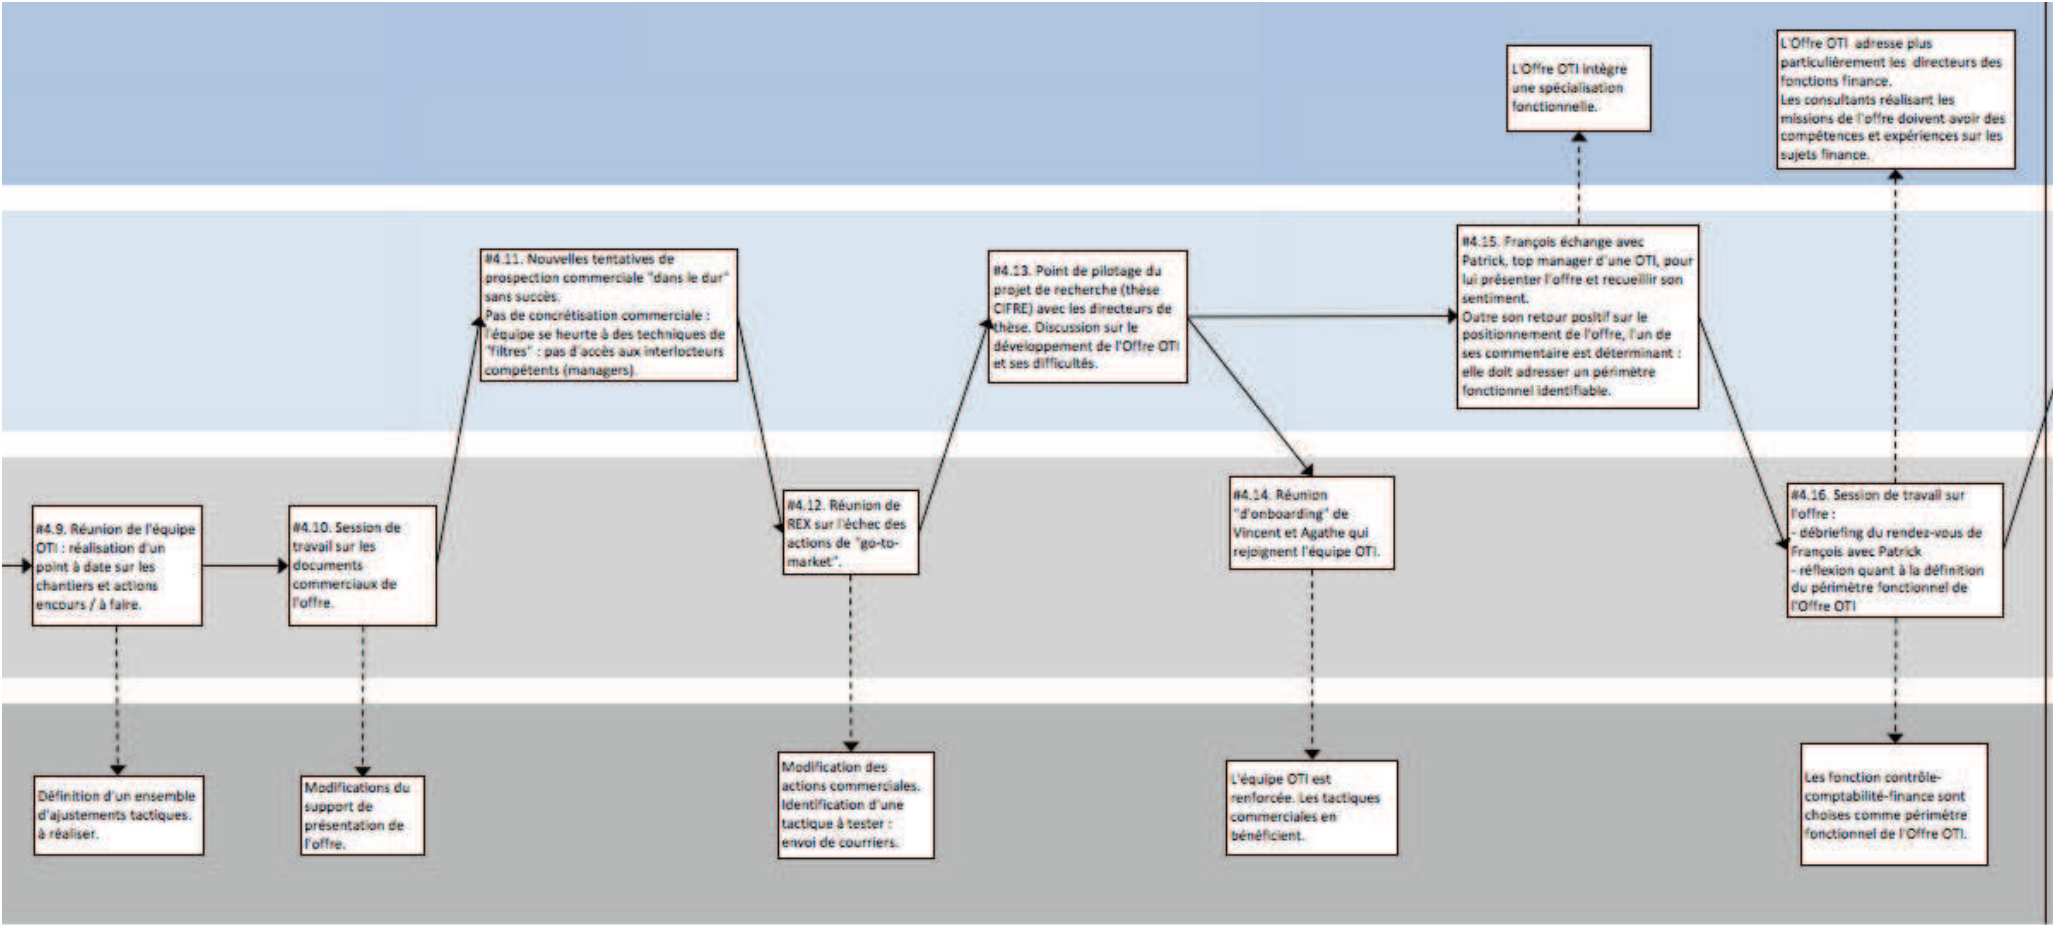 L'Offre OTI intègre
une spécialisation
fonctionnelle.
L'Offre OTI adresse plus
particulièrement les directeurs des
fonctions finance.
Les consultants réalisant les
missions de l'offre doivent avoir des
compétences et expériences sur les
sujets finance.
#4.11. Nouvelles tentatives de
prospection commerciale "dans le dur"
sans succès.
Pas de concrétisation commerciale :
l'équipe se heurte à des techniques de
"filtres" : pas d'accès aux interlocteurs
compétents (managers).
#4.13. Point de pilotage du
projet de recherche (thèse
CIFRE) avec les directeurs de
thèse. Discussion sur le
développement de l'Offre OTI
et ses difficultés.
#4.15. François échange avec
Patrick, top manager d'une OTI, pour
lui présenter l'offre et recueillir son
sentiment.
Outre son retour positif sur le
positionnement de l'offre, l'un de
ses commentaire est déterminant :
elle doit adresser un périmètre
fonctionnel identifiable.
#4.9. Réunion de l'équipe
OTI : réalisation d'un
point à date sur les
chantiers et actions
encours / à faire.
#4.10. Session de
travail sur les
documents
commerciaux de
l'offre.
#4.12. Réunion de
REX sur l'échec des
actions de "go-to-
market".
#4.14. Réunion
"d'onboarding" de
Vincent et Agathe qui
rejoignent l'équipe OTI.
#4.16. Session de travail sur
l'offre :
- débriefing du rendez-vous de
François avec Patrick
- réflexion quant à la définition
du périmètre fonctionnel de
l'Offre OTI
Définition d'un ensemble
d'ajustements tactiques.
à réaliser.
Modifications du
support de
présentation de
l'offre.
Modification des
actions commerciales.
Identification d'une
tactique à tester :
envoi de courriers.
L'équipe OTI est
renforcée. Les tactiques
commerciales en
bénéficient.
Les fonction contrôle-
comptabilité-finance sont
choises comme périmètre
fonctionnel de l'Offre OTI.